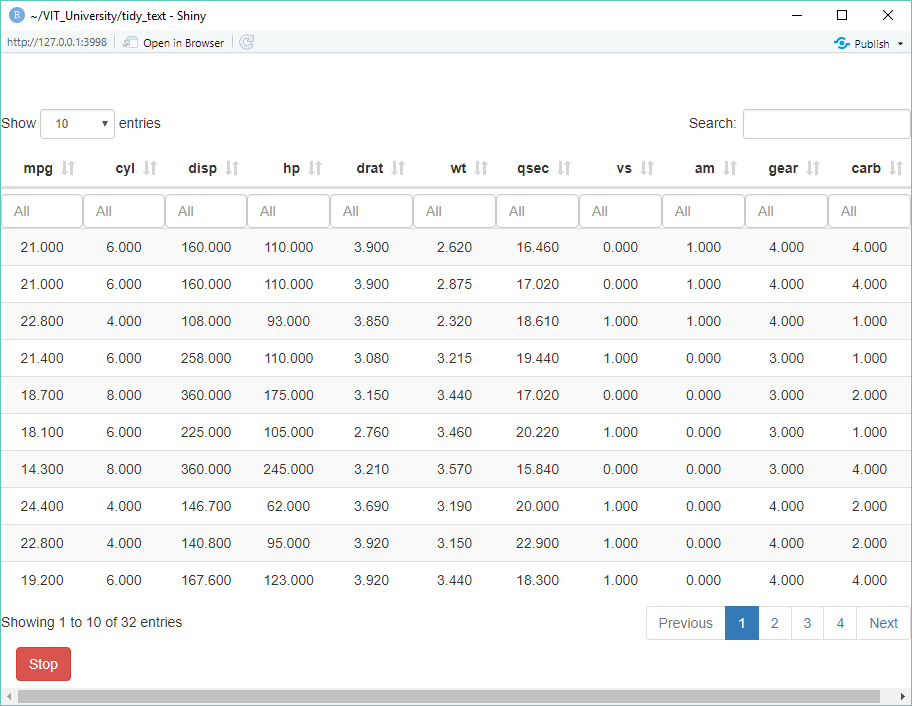 R ~/VIT_University/tidy_text - Shiny
http://127.0.0.1:3998 Open in Browser Publish
Show 10 entries Search:
mpg cyl disp hp drat wt qsec vs am gear carb
All All All All All All All All All All All
21.000 6.000 160.000 110.000 3.900 2.620 16.460 0.000 1.000 4.000 4.000
21.000 6.000 160.000 110.000 3.900 2.875 17.020 0.000 1.000 4.000 4.000
22.800 4.000 108.000 93.000 3.850 2.320 18.610 1.000 1.000 4.000 1.000
21.400 6.000 258.000 110.000 3.080 3.215 19.440 1.000 0.000 3.000 1.000
18.700 8.000 360.000 175.000 3.150 3.440 17.020 0.000 0.000 3.000 2.000
18.100 6.000 225.000 105.000 2.760 3.460 20.220 1.000 0.000 3.000 1.000
14.300 8.000 360.000 245.000 3.210 3.570 15.840 0.000 0.000 3.000 4.000
24.400 4.000 146.700 62.000 3.690 3.190 20.000 1.000 0.000 4.000 2.000
22.800 4.000 140.800 95.000 3.920 3.150 22.900 1.000 0.000 4.000 2.000
19.200 6.000 167.600 123.000 3.920 3.440 18.300 1.000 0.000 4.000 4.000
Showing 1 to 10 of 32 entries Previous 1 2 3 4 Next
Stop